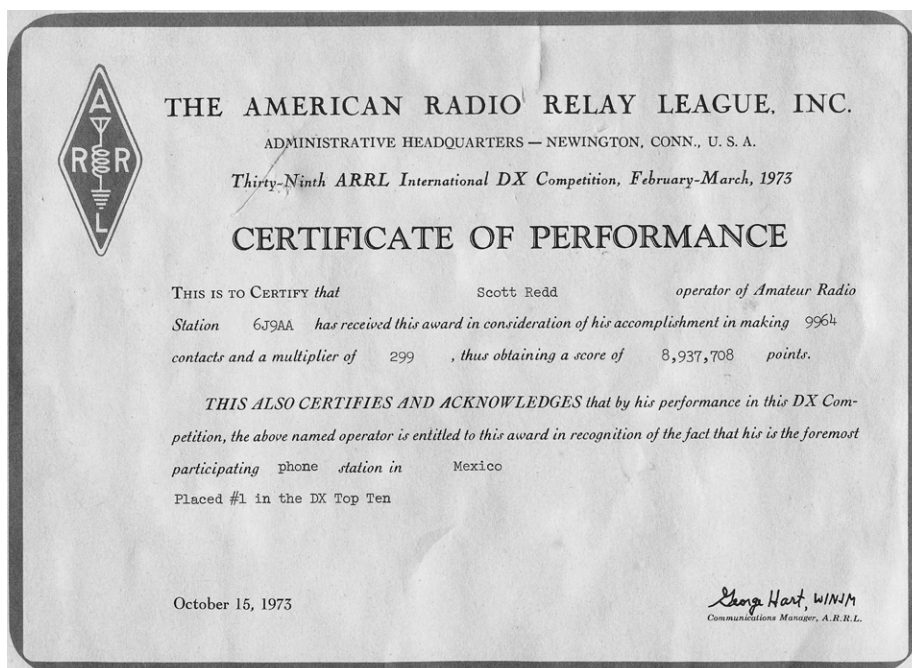 A
R R
L
THE AMERICAN RADIO RELAY LEAGUE, INC.
ADMINISTRATIVE HEADQUARTERS — NEWINGTON, CONN., U. S. A.
Thirty-Ninth ARRL International DX Competition, February-March, 1973
CERTIFICATE OF PERFORMANCE
THIS IS TO CERTIFY that Scott Redd operator of Amateur Radio
Station 6J9AA has received this award in consideration of his accomplishment in making 9964
contacts and a multiplier of 299 , thus obtaining a score of 8,937,708 points.
THIS ALSO CERTIFIES AND ACKNOWLEDGES that by his performance in this DX Com-
petition, the above named operator is entitled to this award in recognition of the fact that his is the foremost
participating phone station in Mexico
Placed #1 in the DX Top Ten
October 15, 1973
George Hart, W1NJM
Communications Manager, A.R.R.L.